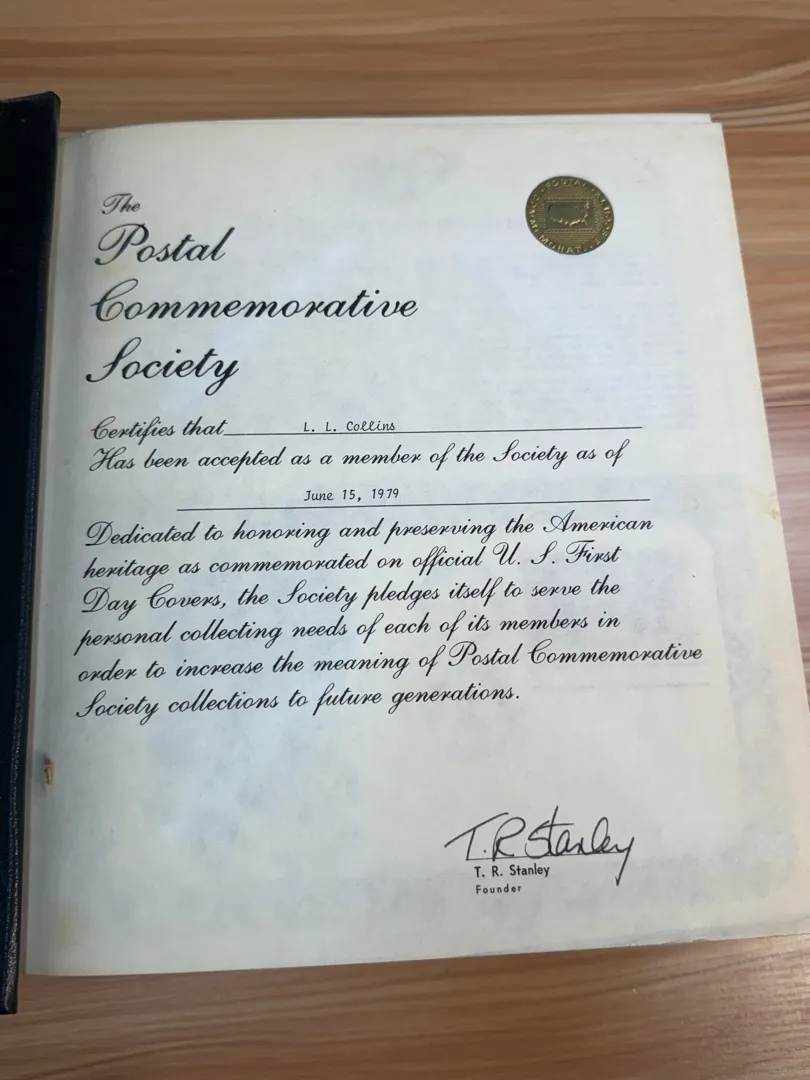 The
Postal
Commemorative
Society
POSTAL
Certifies that L. L. Collins
Has been accepted as a member of the Society as of
June 15, 1979
Dedicated to honoring and preserving the American
heritage as commemorated on official U. S. First
Day Covers, the Society pledges itself to serve the
personal collecting needs of each of its members in
order to increase the meaning of Postal Commemorative
Society collections to future generations.
T. R. Stanley
T. R. Stanley
Founder